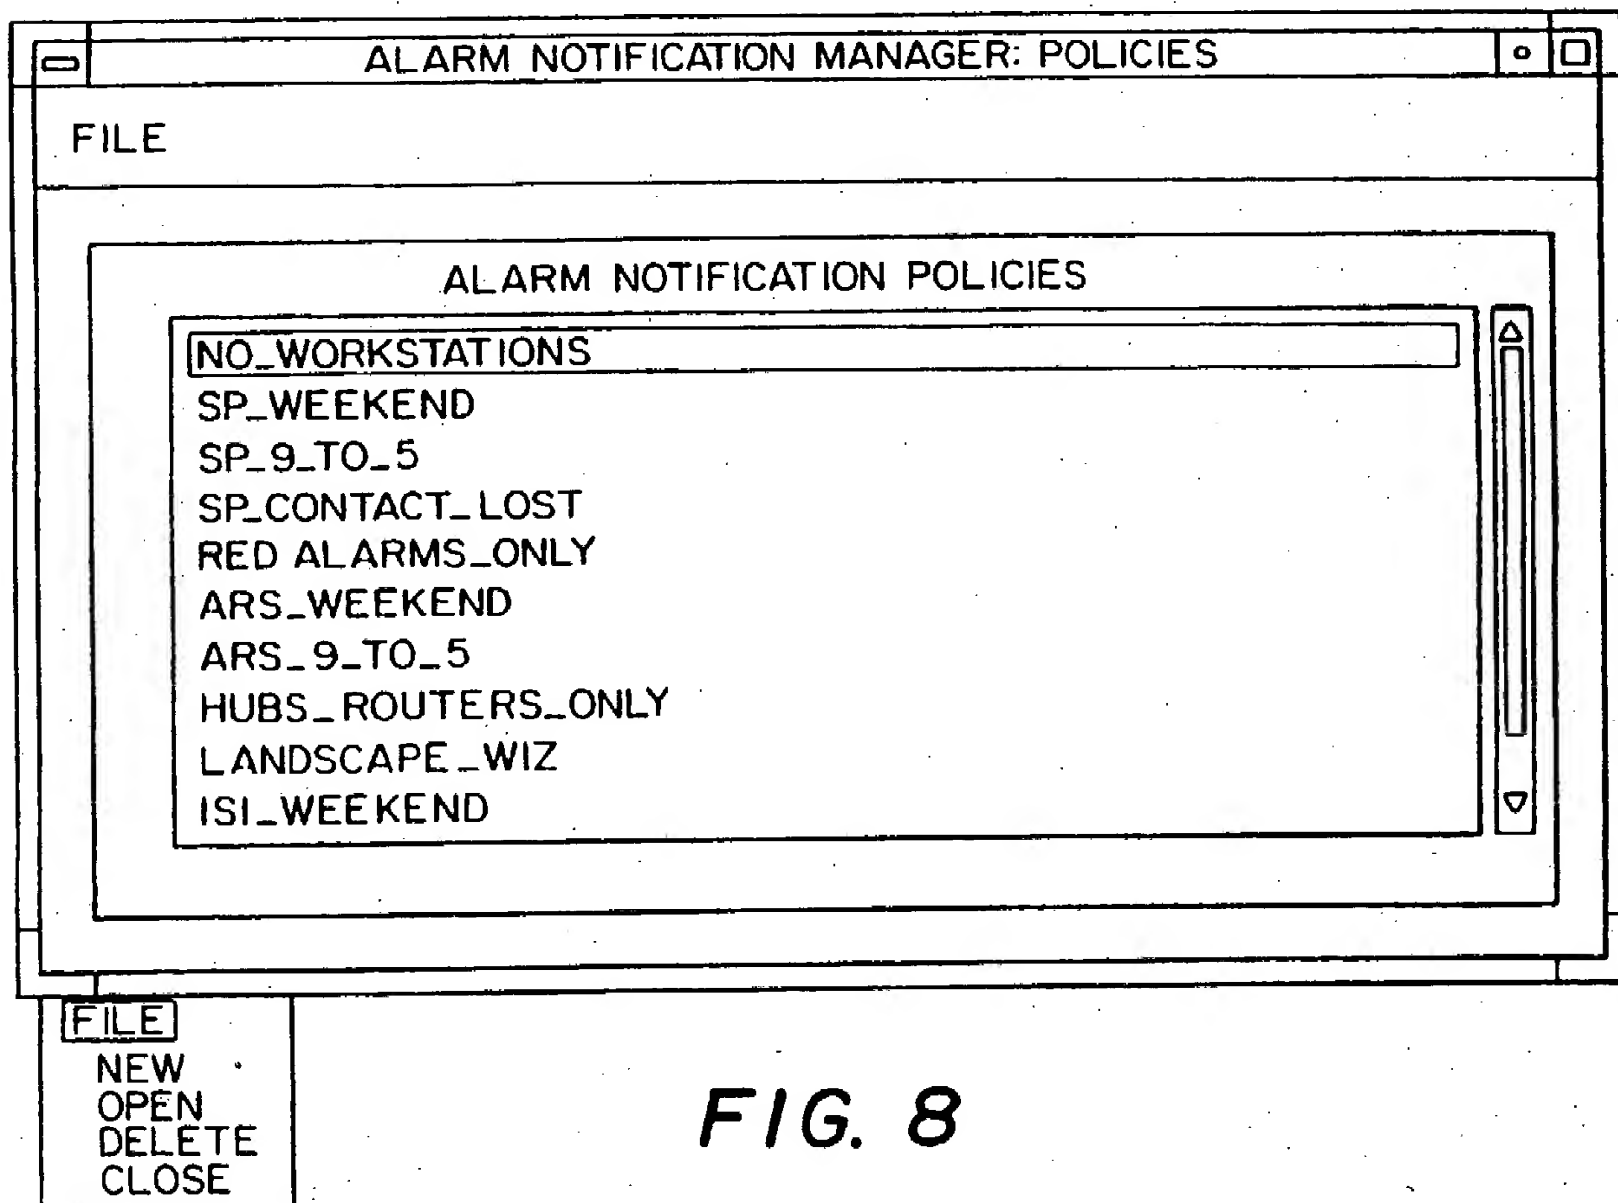 ALARM NOTIFICATION MANAGER: POLICIES
FILE
ALARM NOTIFICATION POLICIES
NO_WORKSTATIONS
SP_WEEKEND
SP_9_TO_5
SP_CONTACT_LOST
RED ALARMS_ONLY
ARS_WEEKEND
ARS_9_TO_5
HUBS_ROUTERS_ONLY
LANDSCAPE_WIZ
ISI_WEEKEND
FILE
NEW
OPEN
DELETE
CLOSE
FIG. 8